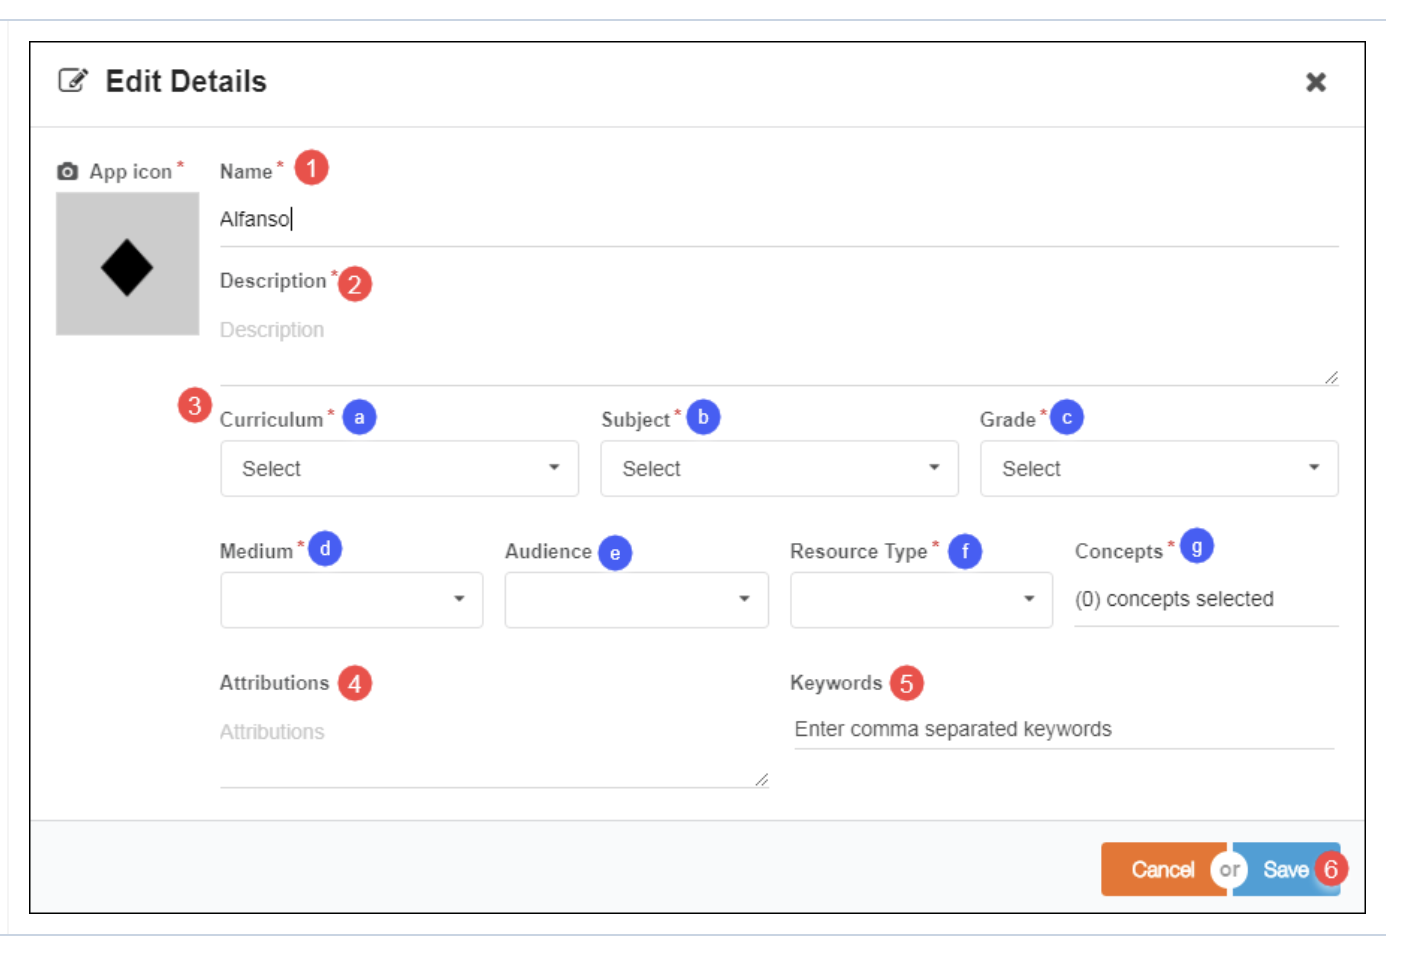 Edit Details
App icon* Name* 1
Alfanso
Description* 2
Description
3
Curriculum* a Subject* b Grade* c
Select Select Select
Medium* d Audience e Resource Type* f Concepts* g
(0) concepts selected
Attributions 4 Keywords 5
Attributions Enter comma separated keywords
Cancel or Save 6